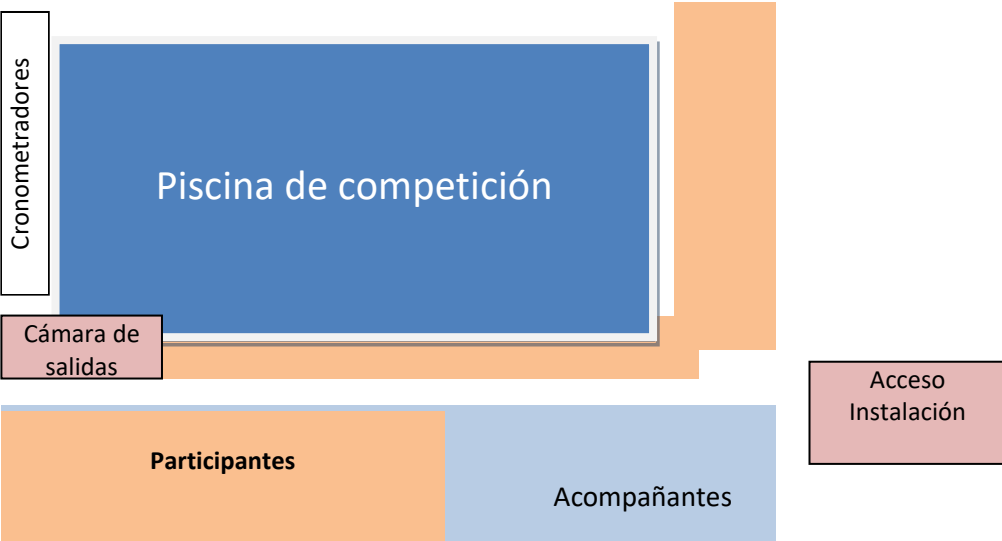 Cronometradores
Piscina de competición
Cámara de
salidas
Acceso
Instalación
Participantes
Acompañantes